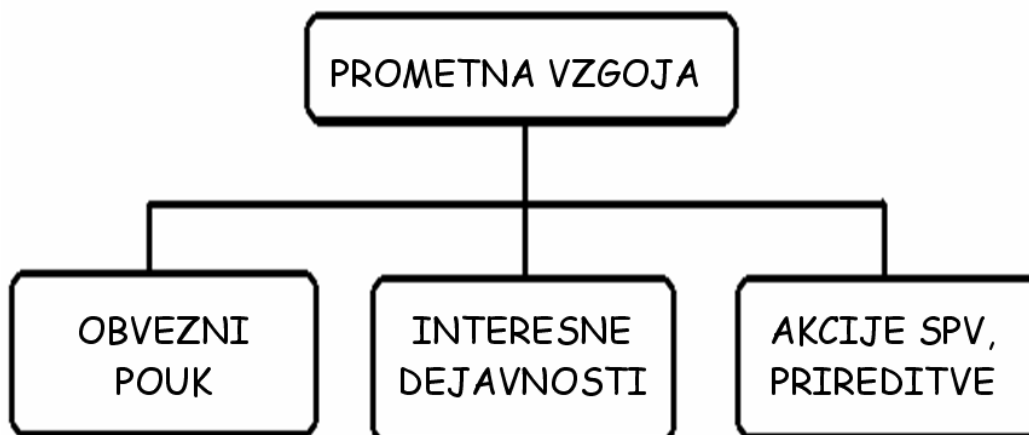 PROMETNA VZGOJA
OBVEZNI
POUK
INTERESNE
DEJAVNOSTI
AKCIJE SPV,
PRIREDITVE